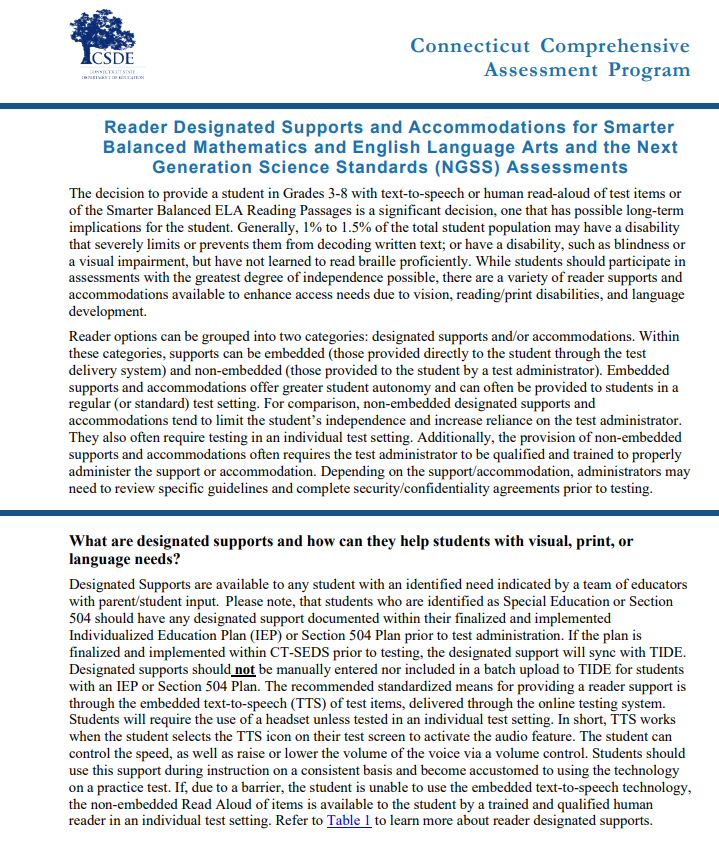 CSDE
CONNECTICUT STATE
DEPARTMENT OF EDUCATION
Connecticut Comprehensive
Assessment Program
Reader Designated Supports and Accommodations for Smarter
Balanced Mathematics and English Language Arts and the Next
Generation Science Standards (NGSS) Assessments
The decision to provide a student in Grades 3-8 with text-to-speech or human read-aloud of test items or
of the Smarter Balanced ELA Reading Passages is a significant decision, one that has possible long-term
implications for the student. Generally, 1% to 1.5% of the total student population may have a disability
that severely limits or prevents them from decoding written text; or have a disability, such as blindness or
a visual impairment, but have not learned to read braille proficiently. While students should participate in
assessments with the greatest degree of independence possible, there are a variety of reader supports and
accommodations available to enhance access needs due to vision, reading/print disabilities, and language
development.
Reader options can be grouped into two categories: designated supports and/or accommodations. Within
these categories, supports can be embedded (those provided directly to the student through the test
delivery system) and non-embedded (those provided to the student by a test administrator). Embedded
supports and accommodations offer greater student autonomy and can often be provided to students in a
regular (or standard) test setting. For comparison, non-embedded designated supports and
accommodations tend to limit the student's independence and increase reliance on the test administrator.
They also often require testing in an individual test setting. Additionally, the provision of non-embedded
supports and accommodations often requires the test administrator to be qualified and trained to properly
administer the support or accommodation. Depending on the support/accommodation, administrators may
need to review specific guidelines and complete security/confidentiality agreements prior to testing.
What are designated supports and how can they help students with visual, print, or
language needs?
Designated Supports are available to any student with an identified need indicated by a team of educators
with parent/student input. Please note, that students who are identified as Special Education or Section
504 should have any designated support documented within their finalized and implemented
Individualized Education Plan (IEP) or Section 504 Plan prior to test administration. If the plan is
finalized and implemented within CT-SEDS prior to testing, the designated support will sync with TIDE.
Designated supports should not be manually entered nor included in a batch upload to TIDE for students
with an IEP or Section 504 Plan. The recommended standardized means for providing a reader support is
through the embedded text-to-speech (TTS) of test items, delivered through the online testing system.
Students will require the use of a headset unless tested in an individual test setting. In short, TTS works
when the student selects the TTS icon on their test screen to activate the audio feature. The student can
control the speed, as well as raise or lower the volume of the voice via a volume control. Students should
use this support during instruction on a consistent basis and become accustomed to using the technology
on a practice test. If, due to a barrier, the student is unable to use the embedded text-to-speech technology,
the non-embedded Read Aloud of items is available to the student by a trained and qualified human
reader in an individual test setting. Refer to Table 1 to learn more about reader designated supports.